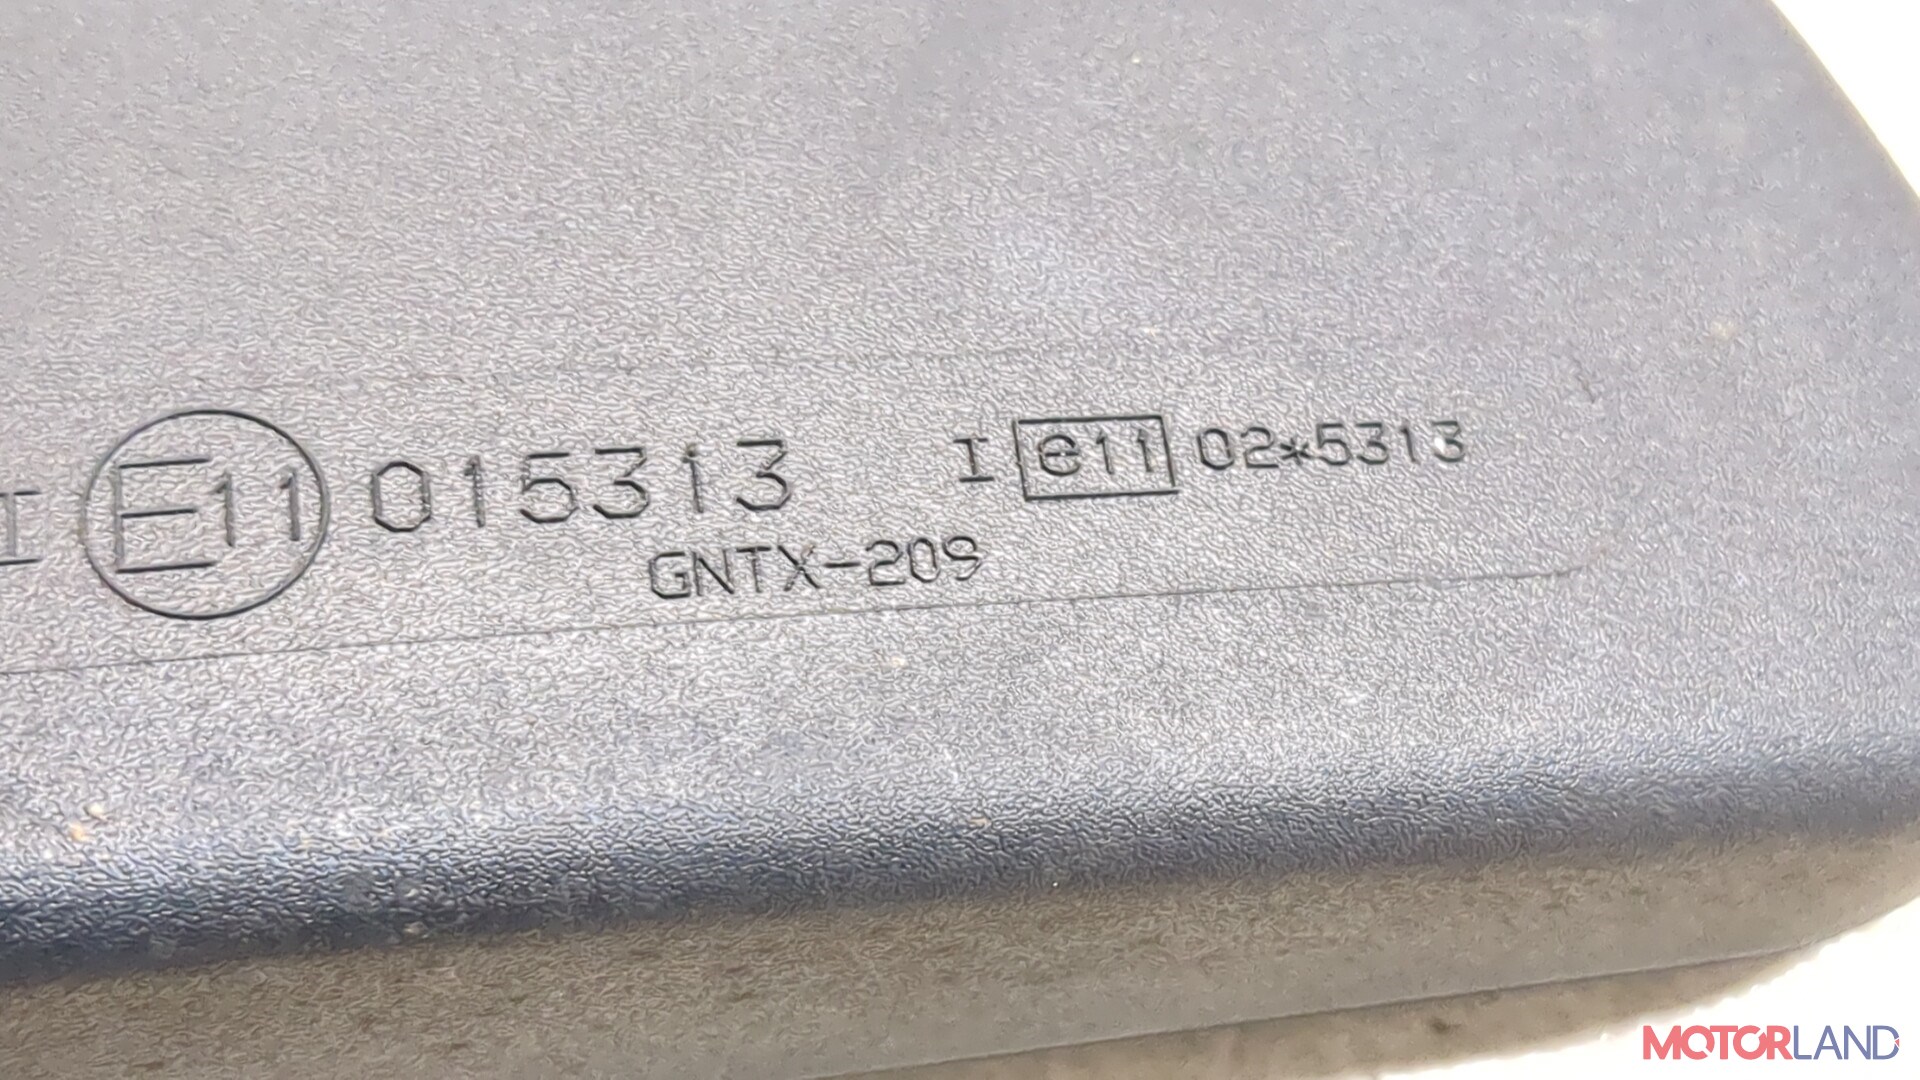 I E11 015313 I e11 02*5313
GNTX-209
MOTORLAND